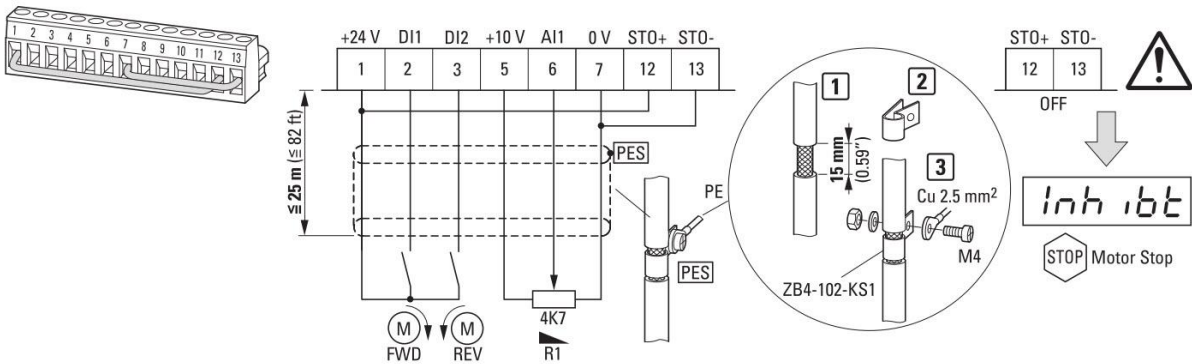 1 2 3 4 5 6 7 8 9 10 11 12 13
+24 V DI1 DI2 +10 V AI1 0 V STO+ STO-
1 2 3 5 6 7 12 13
≦ 25 m (≦ 82 ft)
PES
PE
PES
4K7
R1
M
FWD
M
REV
1
15 mm
(0.59")
2
3
Cu 2.5 mm²
M4
ZB4-102-KS1
STO+ STO-
12 13
OFF
Inhibt
STOP Motor Stop